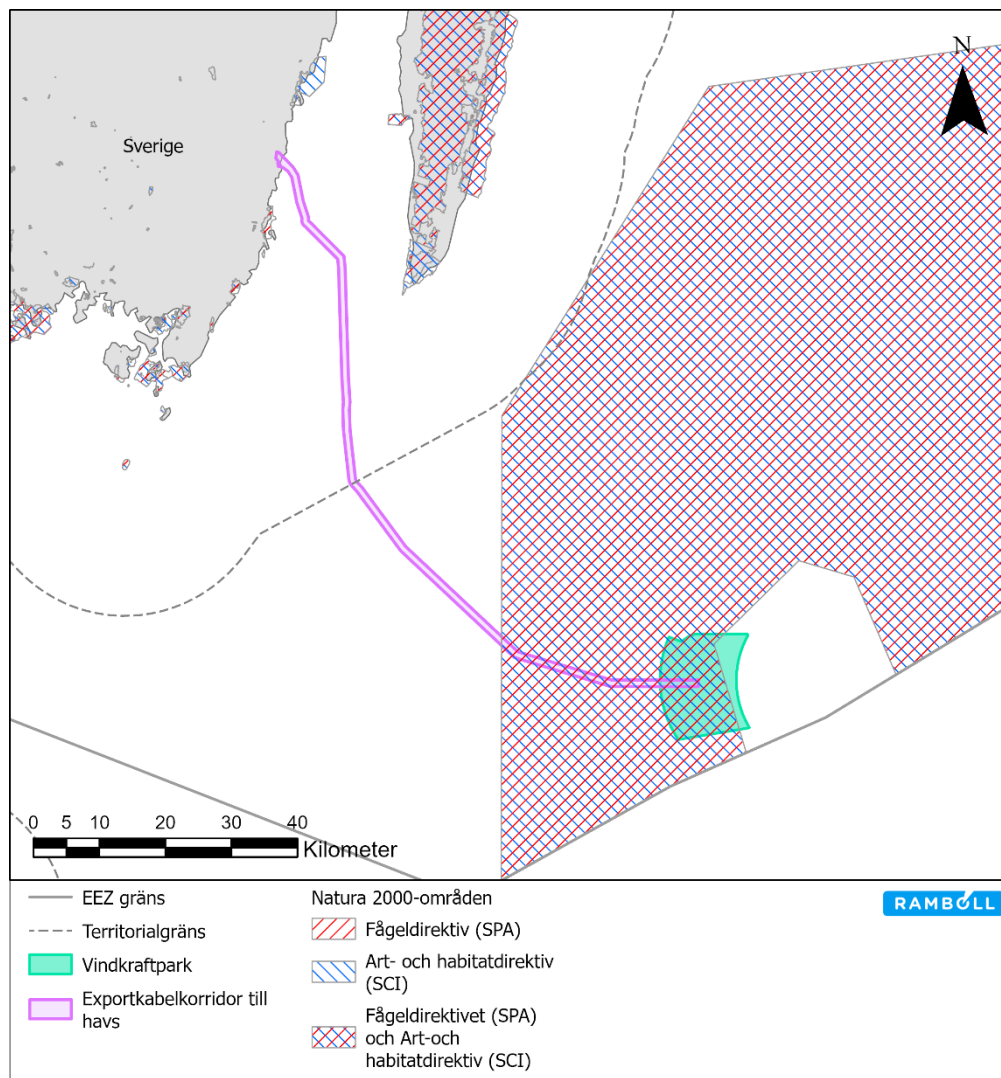 N
Sverige
0 5 10 20 30 40
Kilometer
EEZ gräns
Territorialgräns
Vindkraftpark
Exportkabelkorridor till
havs
Natura 2000-områden
Fågeldirektiv (SPA)
Art- och habitatdirektiv
(SCI)
Fågeldirektivet (SPA)
och Art-och
habitatdirektiv (SCI)
RAMBOLL